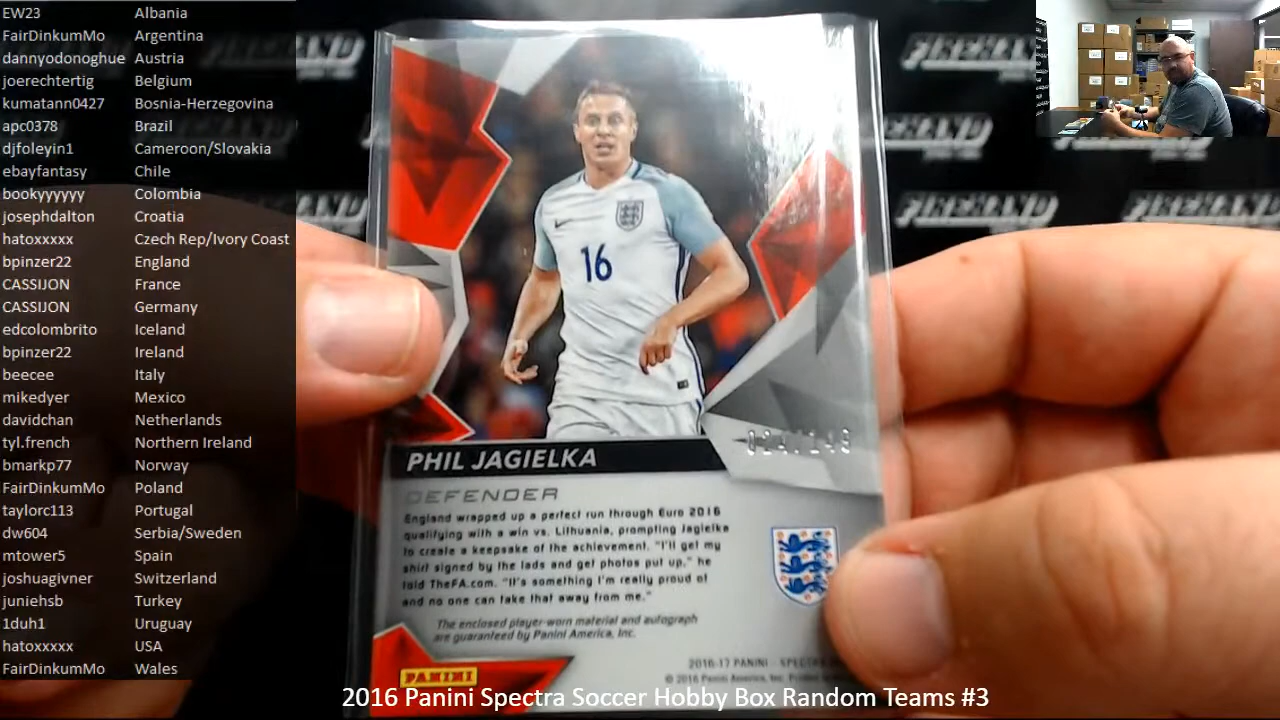 EW23 Albania
FairDinkumMo Argentina
dannyodonoghue Austria
joerechtertig Belgium
kumatann0427 Bosnia-Herzegovina
apc0378 Brazil
djfoleyin1 Cameroon/Slovakia
ebayfantasy Chile
bookyyyyyy Colombia
josephdalton Croatia
hatoxxxxx Czech Rep/Ivory Coast
bpinzer22 England
CASSIJON France
CASSIJON Germany
edcolombrito Iceland
bpinzer22 Ireland
beecee Italy
mikedyer Mexico
davidchan Netherlands
tyl.french Northern Ireland
bmarkp77 Norway
FairDinkumMo Poland
taylorc113 Portugal
dw604 Serbia/Sweden
mtower5 Spain
joshuagivner Switzerland
juniehsb Turkey
1duh1 Uruguay
hatoxxxxx USA
FairDinkumMo Wales
FIREHAND
FIREHAND
FIREHAND
FIREHAND
16
PHIL JAGIELKA
DEFENDER
England wrapped up a perfect run through Euro 2016
qualifying with a win vs. Lithuania, prompting Jagielka
to create a keepsake of the achievement. "I'll get my
shirt signed by the lads and get photos put up," he
told TheFA.com. "It's something I'm really proud of
and no one can take that away from me."
The enclosed player-worn material and autograph
are guaranteed by Panini America, Inc.
2016-17 PANINI - SPECTRA
© 2016 Panini America, Inc.
PANINI
2016 Panini Spectra Soccer Hobby Box Random Teams #3